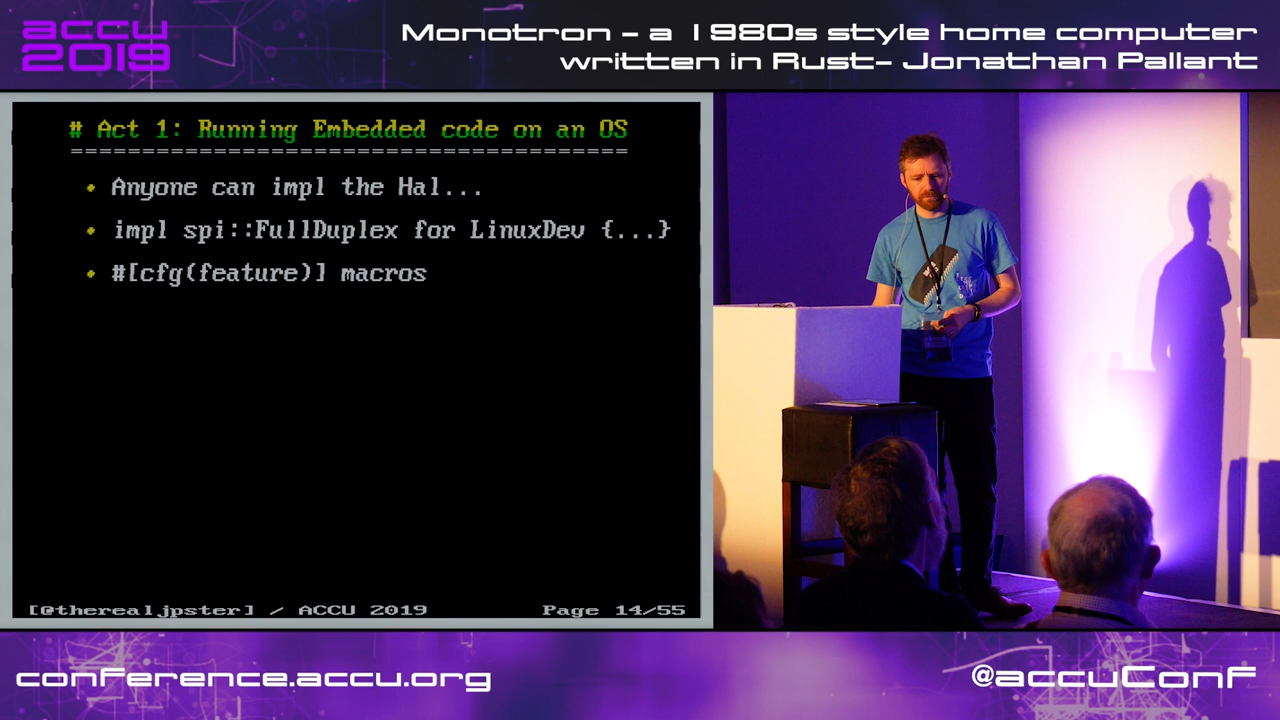 accu
2019
Monotron - a 1980s style home computer
written in Rust- Jonathan Pallant
# Act 1: Running Embedded code on an OS
=======================================
• Anyone can impl the Hal...
• impl spi::FullDuplex for LinuxDev {...}
• #[cfg(feature)] macros
[@therealjpster] / ACCU 2019
Page 14/55
conference.accu.org
@accuConf